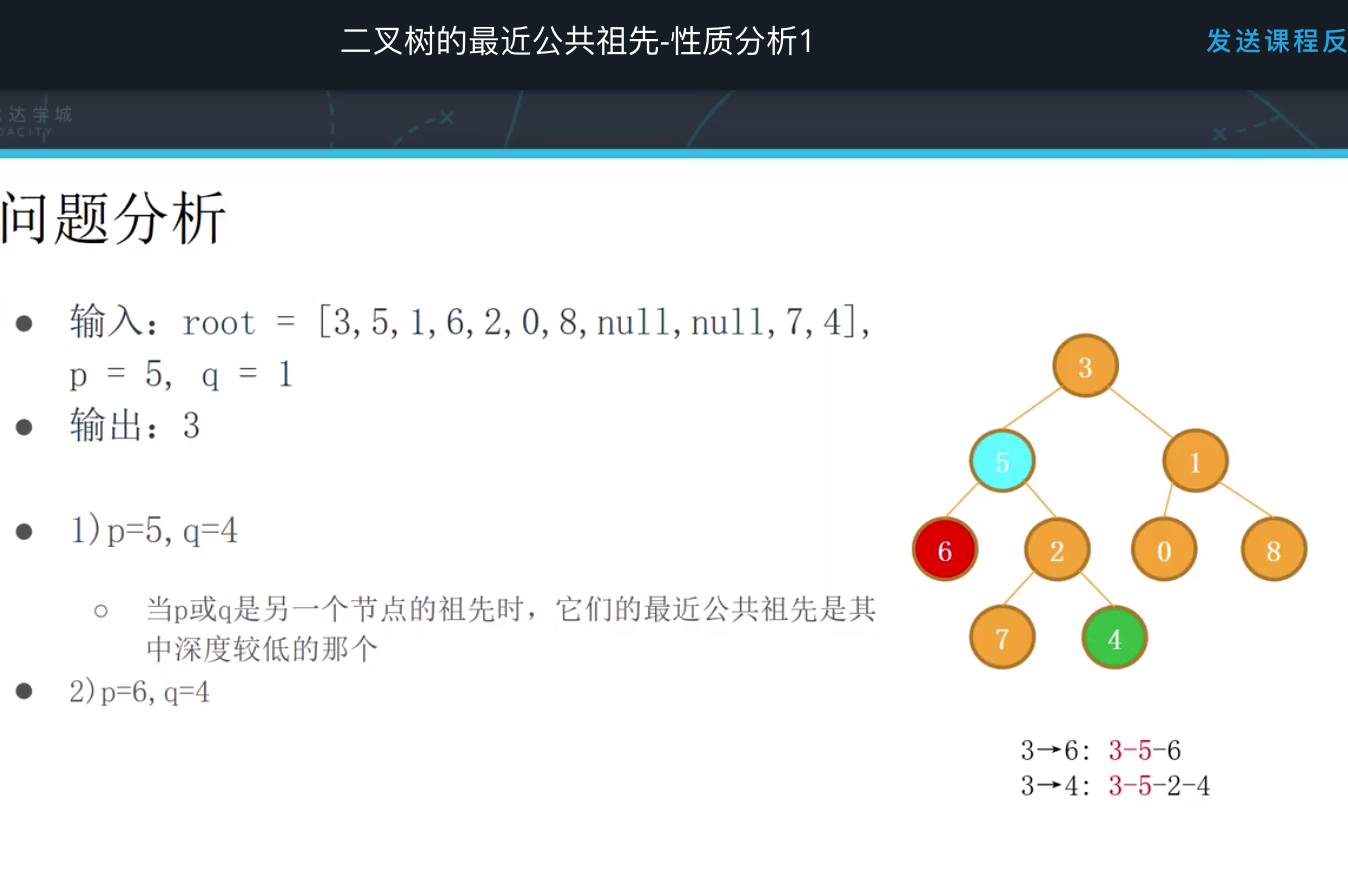 二叉树的最近公共祖先-性质分析1
发送课程反
达学城
DACITY
问题分析
● 输入：root = [3,5,1,6,2,0,8,null,null,7,4],
p = 5, q = 1
● 输出：3
● 1)p=5,q=4
○ 当p或q是另一个节点的祖先时，它们的最近公共祖先是其
中深度较低的那个
● 2)p=6,q=4
3
5 1
6 2 0 8
7 4
3→6: 3-5-6
3→4: 3-5-2-4